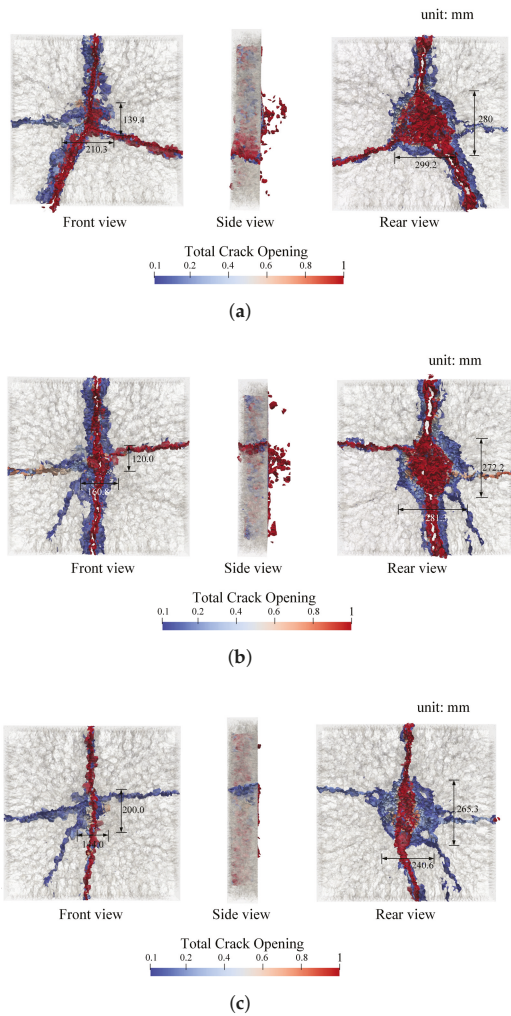 unit: mm
139.4
210.3
280
299.2
Front view
Side view
Rear view
Total Crack Opening
0.1 0.2 0.4 0.6 0.8 1
(a)
unit: mm
120.0
160.8
272.2
281.3
Front view
Side view
Rear view
Total Crack Opening
0.1 0.2 0.4 0.6 0.8 1
(b)
unit: mm
200.0
265.3
240.6
Front view
Side view
Rear view
Total Crack Opening
0.1 0.2 0.4 0.6 0.8 1
(c)